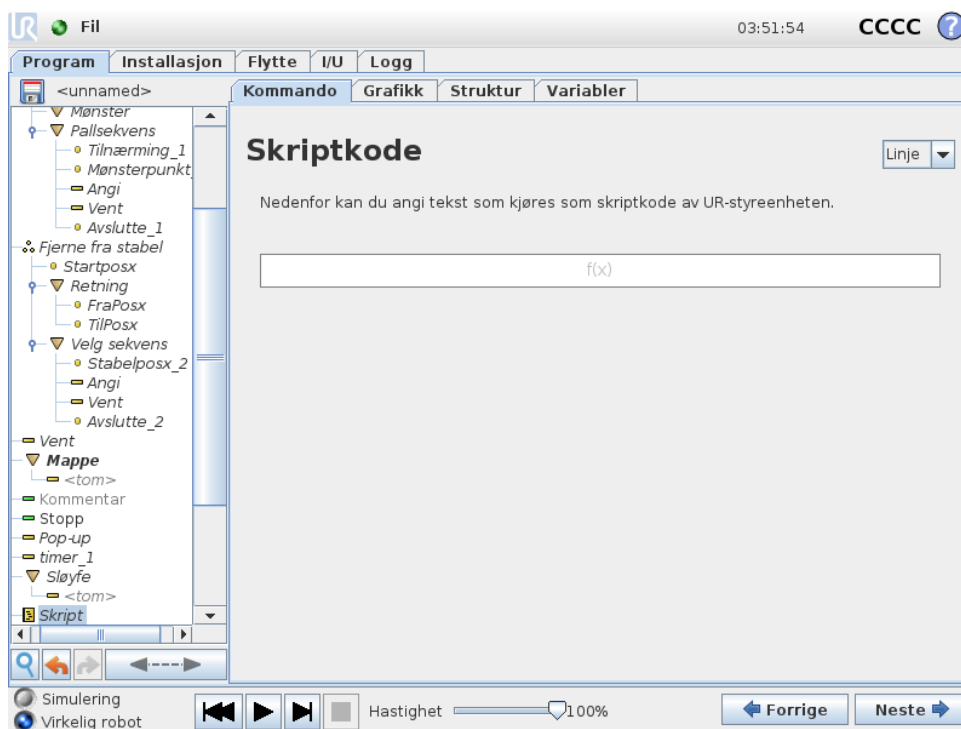 UR Fil 03:51:54 CCCC ?
Program Installasjon Flytte I/U Logg
<unnamed>
Kommando Grafikk Struktur Variabler
Mønster
Pallsekvens
Tilnærming_1
Mønsterpunkt_
Angi
Vent
Avslutte_1
Fjerne fra stabel
Startposx
Retning
FraPosx
TilPosx
Velg sekvens
Stabelposx_2
Angi
Vent
Avslutte_2
Vent
Mappe
<tom>
Kommentar
Stopp
Pop-up
timer_1
Sløyfe
<tom>
Skript
Skriptkode
Linje
Nedenfor kan du angi tekst som kjøres som skriptkode av UR-styreenheten.
f(x)
Simulering
Virkelig robot
Hastighet 100%
Forrige Neste